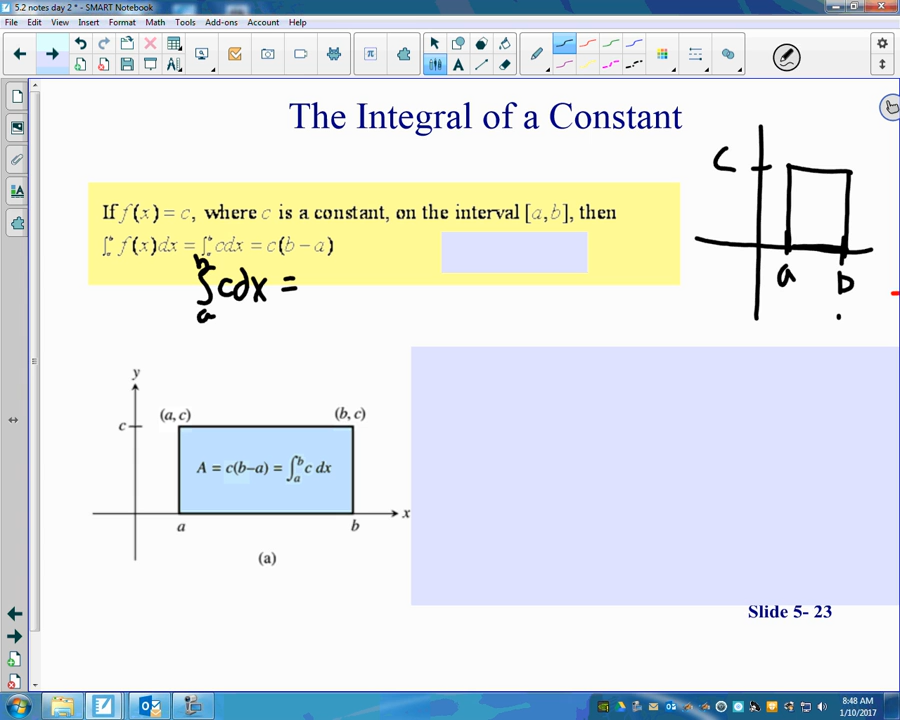 5.2 notes day 2 * - SMART Notebook
File Edit View Insert Format Math Tools Add-ons Account Help
The Integral of a Constant
If f(x) = c, where c is a constant, on the interval [a, b], then
∫ₐᵇ f(x)dx = ∫ₐᵇ cdx = c(b − a)
∫ₐᵇ cdx =
c
a b
y
(a, c) (b, c)
c
A = c(b–a) = ∫ₐᵇ c dx
x
a b
(a)
Slide 5- 23
8:48 AM
1/10/2017